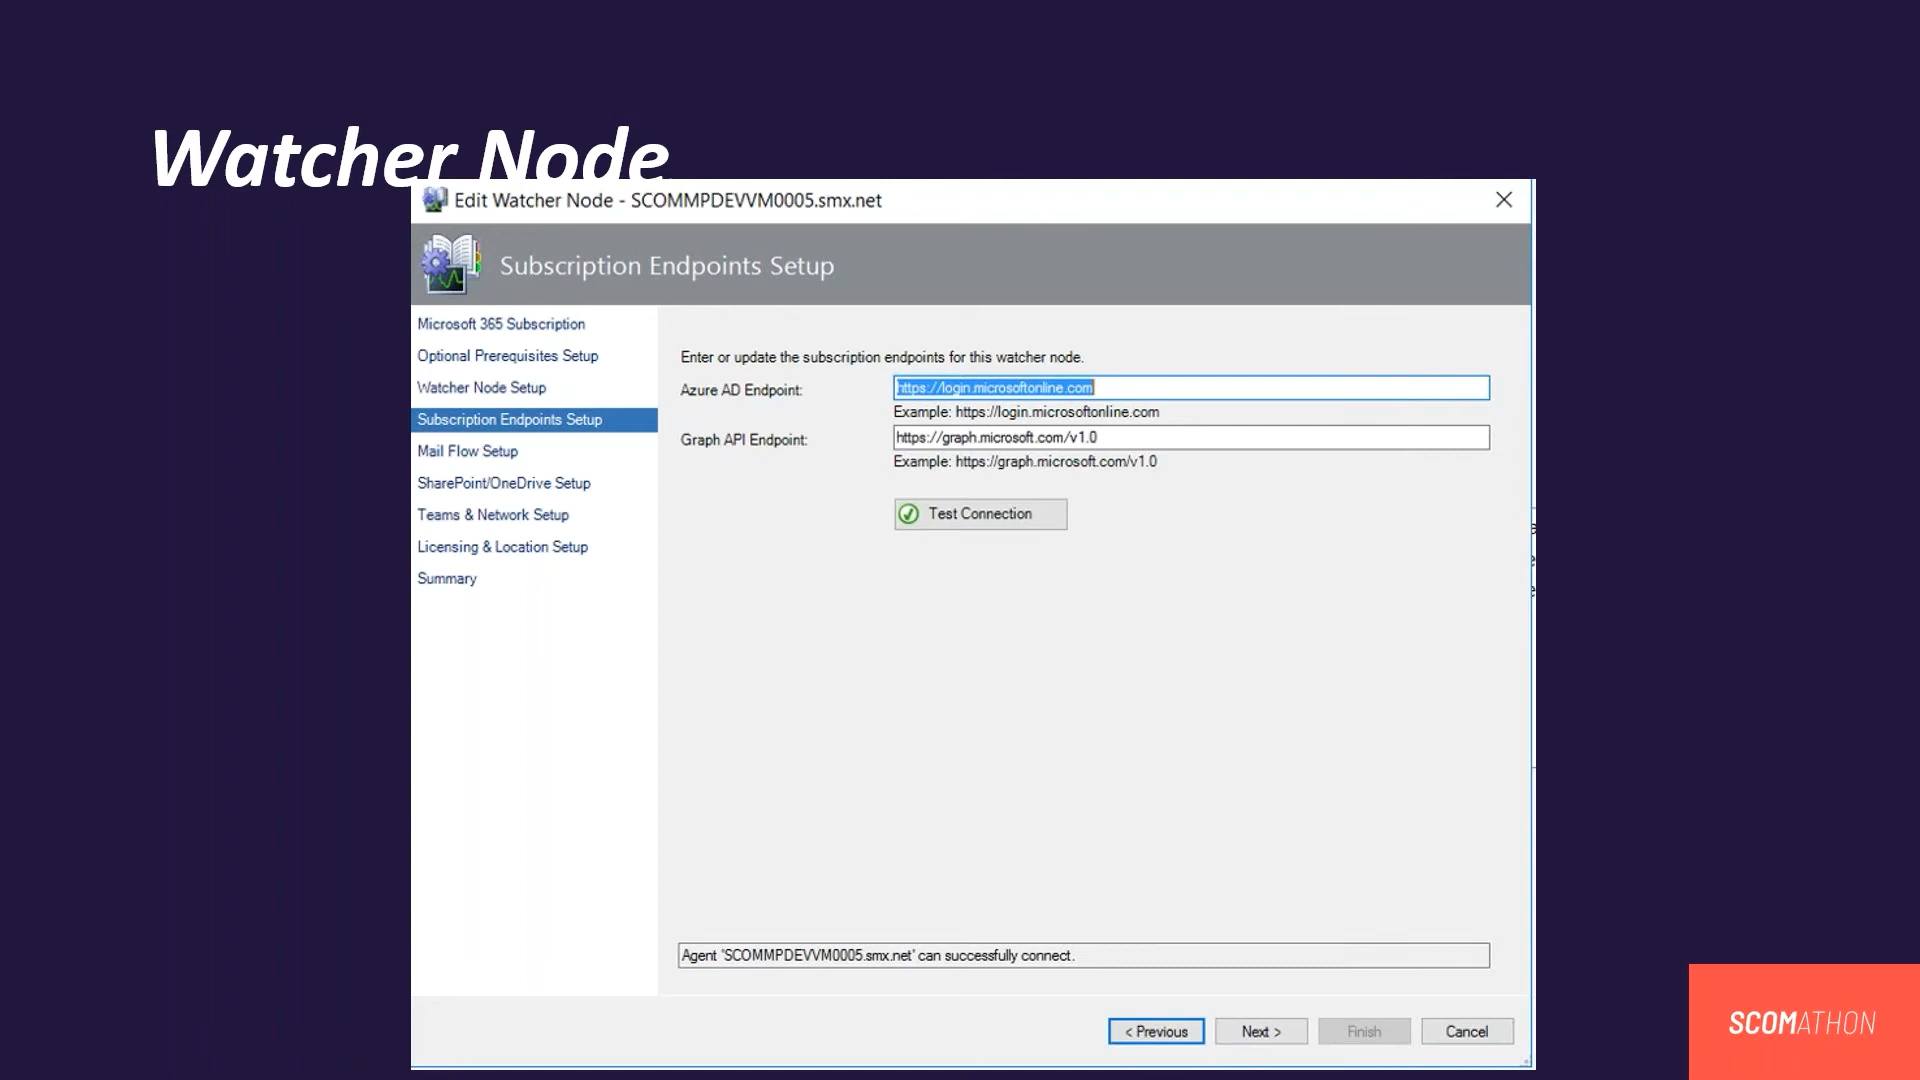 Watcher Node
Edit Watcher Node - SCOMMPDEVVM0005.smx.net
Subscription Endpoints Setup
Microsoft 365 Subscription
Optional Prerequisites Setup
Watcher Node Setup
Subscription Endpoints Setup
Mail Flow Setup
SharePoint/OneDrive Setup
Teams & Network Setup
Licensing & Location Setup
Summary
Enter or update the subscription endpoints for this watcher node.
Azure AD Endpoint: https://login.microsoftonline.com
Example: https://login.microsoftonline.com
Graph API Endpoint: https://graph.microsoft.com/v1.0
Example: https://graph.microsoft.com/v1.0
Test Connection
Agent 'SCOMMPDEVVM0005.smx.net' can successfully connect.
< Previous Next > Finish Cancel
SCOMATHON